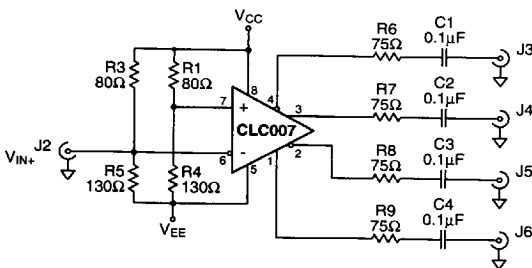 VCC
R3
80Ω
R1
80Ω
8
4
7
+
CLC007
3
J2
VIN+
6
-
2
5
1
R5
130Ω
R4
130Ω
VEE
R6
75Ω
C1
0.1µF
J3
R7
75Ω
C2
0.1µF
J4
R8
75Ω
C3
0.1µF
J5
R9
75Ω
C4
0.1µF
J6